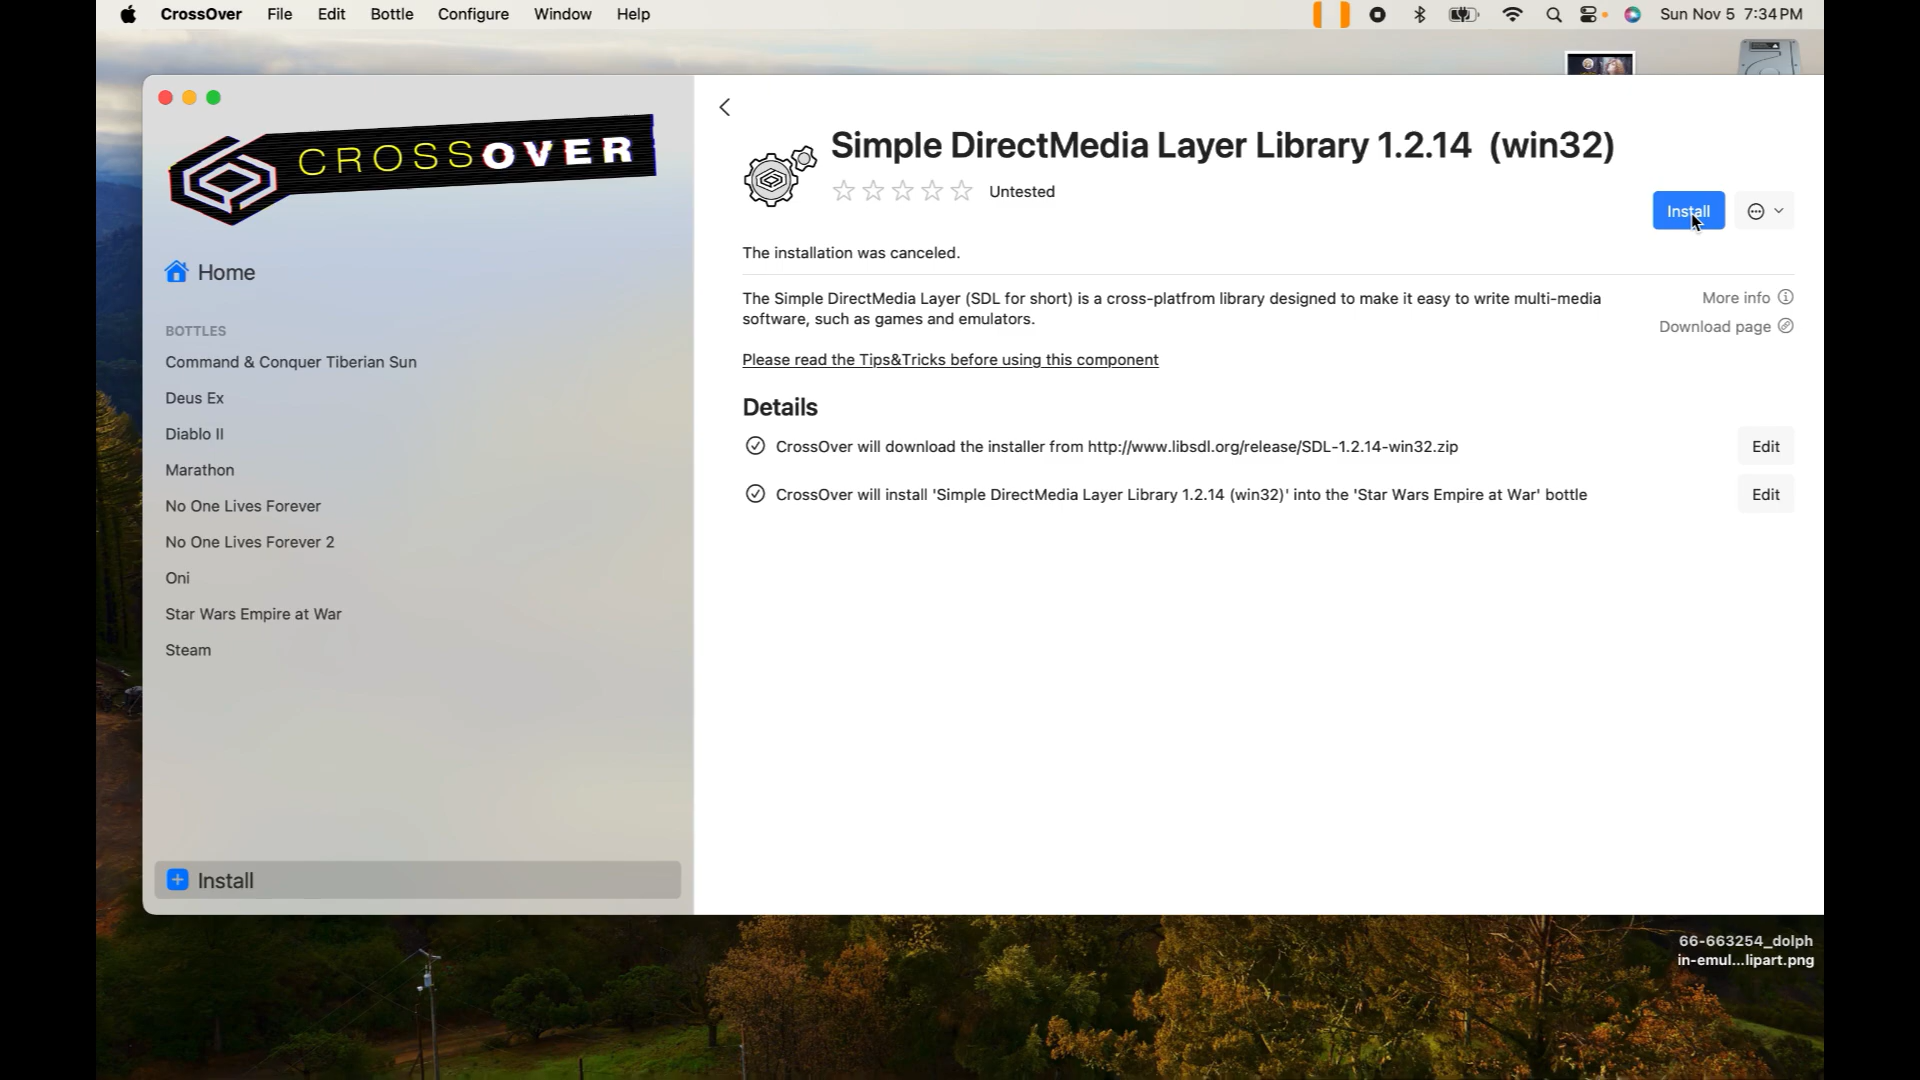 CrossOver File Edit Bottle Configure Window Help Sun Nov 5 7:34 PM
CROSSOVER
Home
BOTTLES
Command & Conquer Tiberian Sun
Deus Ex
Diablo II
Marathon
No One Lives Forever
No One Lives Forever 2
Oni
Star Wars Empire at War
Steam
Install
Simple DirectMedia Layer Library 1.2.14 (win32)
Untested
Install
The installation was canceled.
The Simple DirectMedia Layer (SDL for short) is a cross-platfrom library designed to make it easy to write multi-media
software, such as games and emulators.
More info
Download page
Please read the Tips&Tricks before using this component
Details
CrossOver will download the installer from http://www.libsdl.org/release/SDL-1.2.14-win32.zip Edit
CrossOver will install 'Simple DirectMedia Layer Library 1.2.14 (win32)' into the 'Star Wars Empire at War' bottle Edit
66-663254_dolph
in-emul...lipart.png